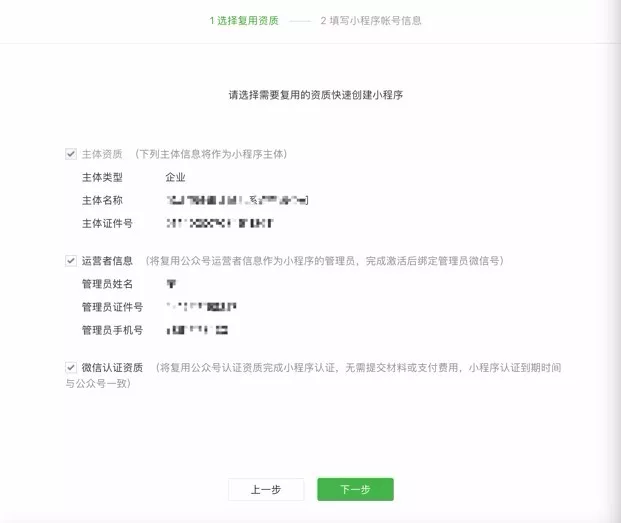 1 选择复用资质 2 填写小程序帐号信息
请选择需要复用的资质快速创建小程序
主体资质 （下列主体信息将作为小程序主体）
主体类型 企业
主体名称
主体证件号
运营者信息 （将复用公众号运营者信息作为小程序的管理员，完成激活后绑定管理员微信号）
管理员姓名
管理员证件号
管理员手机号
微信认证资质 （将复用公众号认证资质完成小程序认证，无需提交材料或支付费用，小程序认证到期时间
与公众号一致）
上一步 下一步